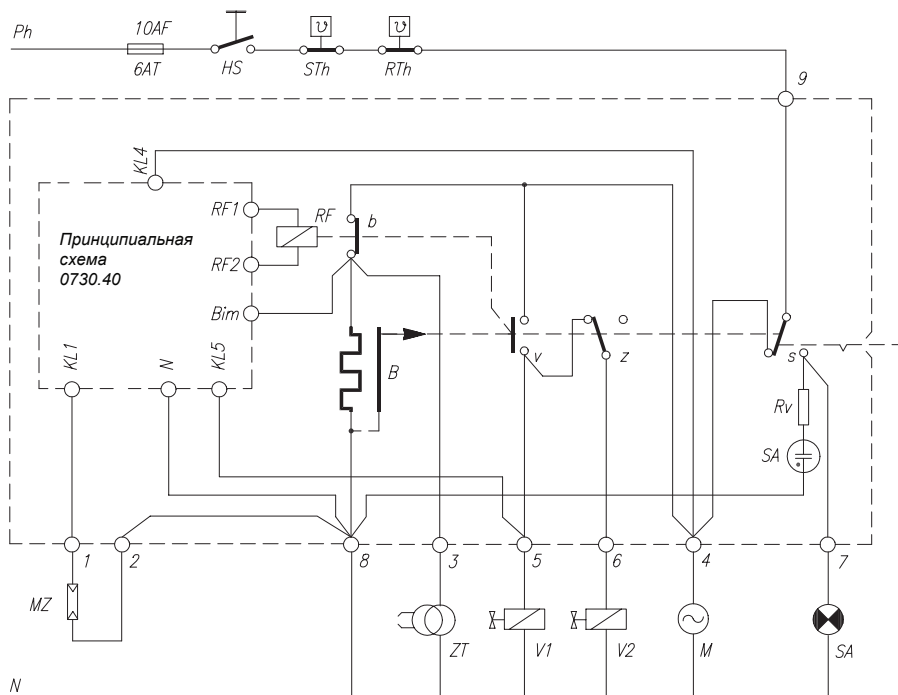 Ph
10AF
6AT
HS
ϑ
STh
ϑ
RTh
9
KL4
RF1
RF
b
Принципиальная
схема
0730.40
RF2
Bim
KL1
N
KL5
B
v
z
s
Rv
SA
1
2
8
3
5
6
4
7
MZ
ZT
V1
V2
M
SA
N